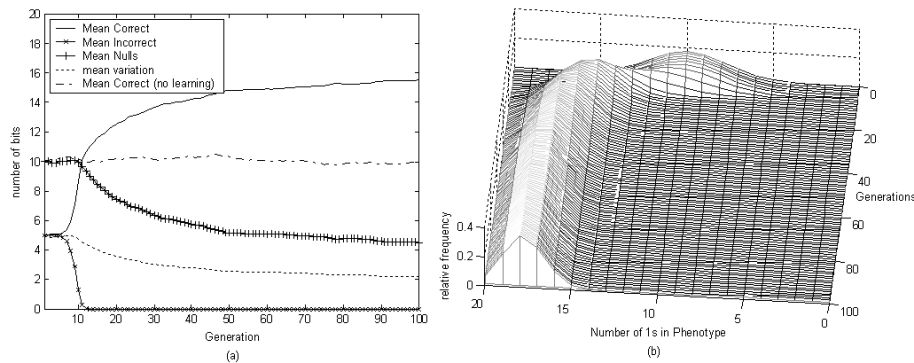 20
18
16
14
12
10
8
6
4
2
0
number of bits
Mean Correct
Mean Incorrect
Mean Nulls
mean variation
Mean Correct (no learning)
10 20 30 40 50 60 70 80 90 100
Generation
(a)
0.4
0.2
0
relative frequency
20
15
10
5
0
Number of 1s in Phenotype
0
20
40
60
80
100
Generations
(b)